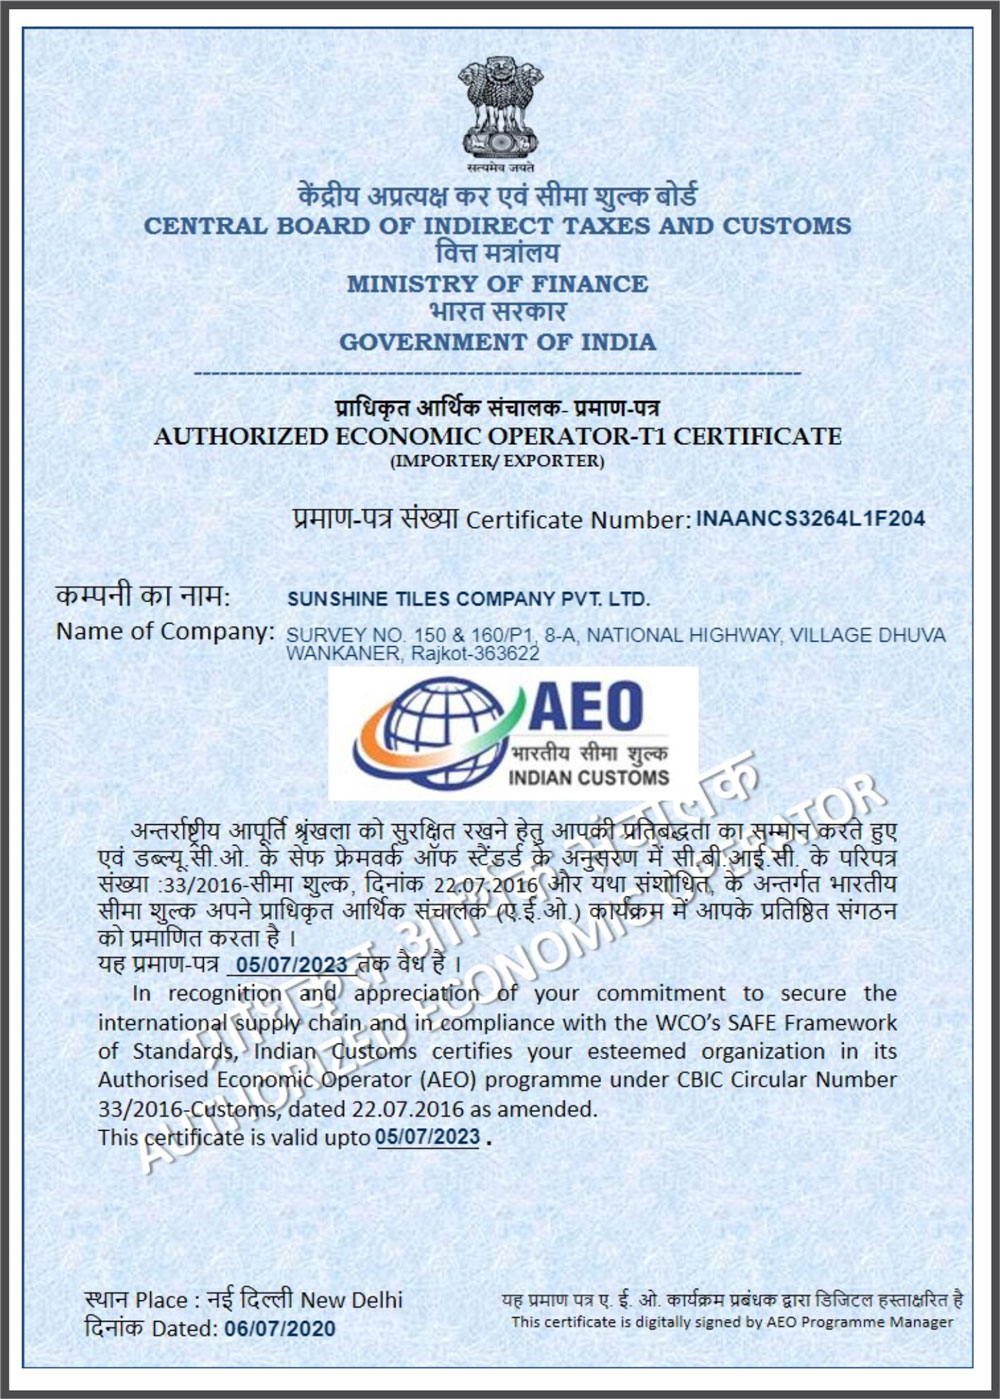 सत्यमेव जयते
केंद्रीय अप्रत्यक्ष कर एवं सीमा शुल्क बोर्ड
CENTRAL BOARD OF INDIRECT TAXES AND CUSTOMS
वित्त मत्रांलय
MINISTRY OF FINANCE
भारत सरकार
GOVERNMENT OF INDIA
प्राधिकृत आर्थिक संचालक- प्रमाण-पत्र
AUTHORIZED ECONOMIC OPERATOR-T1 CERTIFICATE
(IMPORTER/ EXPORTER)
प्रमाण-पत्र संख्या Certificate Number: INAANCS3264L1F204
कम्पनी का नाम: SUNSHINE TILES COMPANY PVT. LTD.
Name of Company: SURVEY NO. 150 & 160/P1, 8-A, NATIONAL HIGHWAY, VILLAGE DHUVA
WANKANER, Rajkot-363622
AEO
भारतीय सीमा शुल्क
INDIAN CUSTOMS
प्राधिकृत आर्थिक संचालक
AUTHORIZED ECONOMIC OPERATOR
अन्तर्राष्ट्रीय आपूर्ति श्रृंखला को सुरक्षित रखने हेतु आपकी प्रतिबद्धता का सम्मान करते हुए
एवं डब्ल्यू.सी.ओ. के सेफ फ्रेमवर्क ऑफ स्टैंडर्ड के अनुसरण में सी.बी.आई.सी. के परिपत्र
संख्या :33/2016-सीमा शुल्क, दिनांक 22.07.2016 और यथा संशोधित, के अन्तर्गत भारतीय
सीमा शुल्क अपने प्राधिकृत आर्थिक संचालक (ए.ई.ओ.) कार्यक्रम में आपके प्रतिष्ठित संगठन
को प्रमाणित करता है ।
यह प्रमाण-पत्र 05/07/2023 तक वैध है ।
In recognition and appreciation of your commitment to secure the
international supply chain and in compliance with the WCO's SAFE Framework
of Standards, Indian Customs certifies your esteemed organization in its
Authorised Economic Operator (AEO) programme under CBIC Circular Number
33/2016-Customs, dated 22.07.2016 as amended.
This certificate is valid upto 05/07/2023 .
स्थान Place : नई दिल्ली New Delhi
दिनांक Dated: 06/07/2020
यह प्रमाण पत्र ए. ई. ओ. कार्यक्रम प्रबंधक द्वारा डिजिटल हस्ताक्षरित है
This certificate is digitally signed by AEO Programme Manager